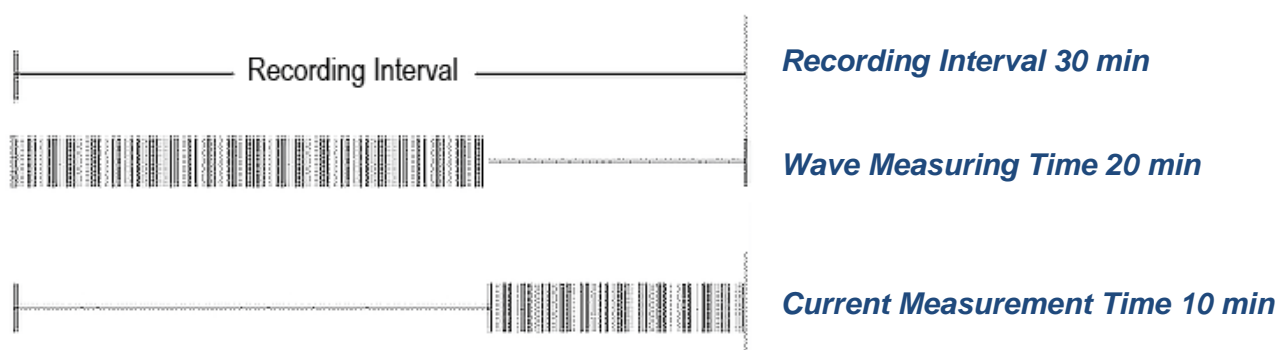 Recording Interval
Recording Interval 30 min
Wave Measuring Time 20 min
Current Measurement Time 10 min